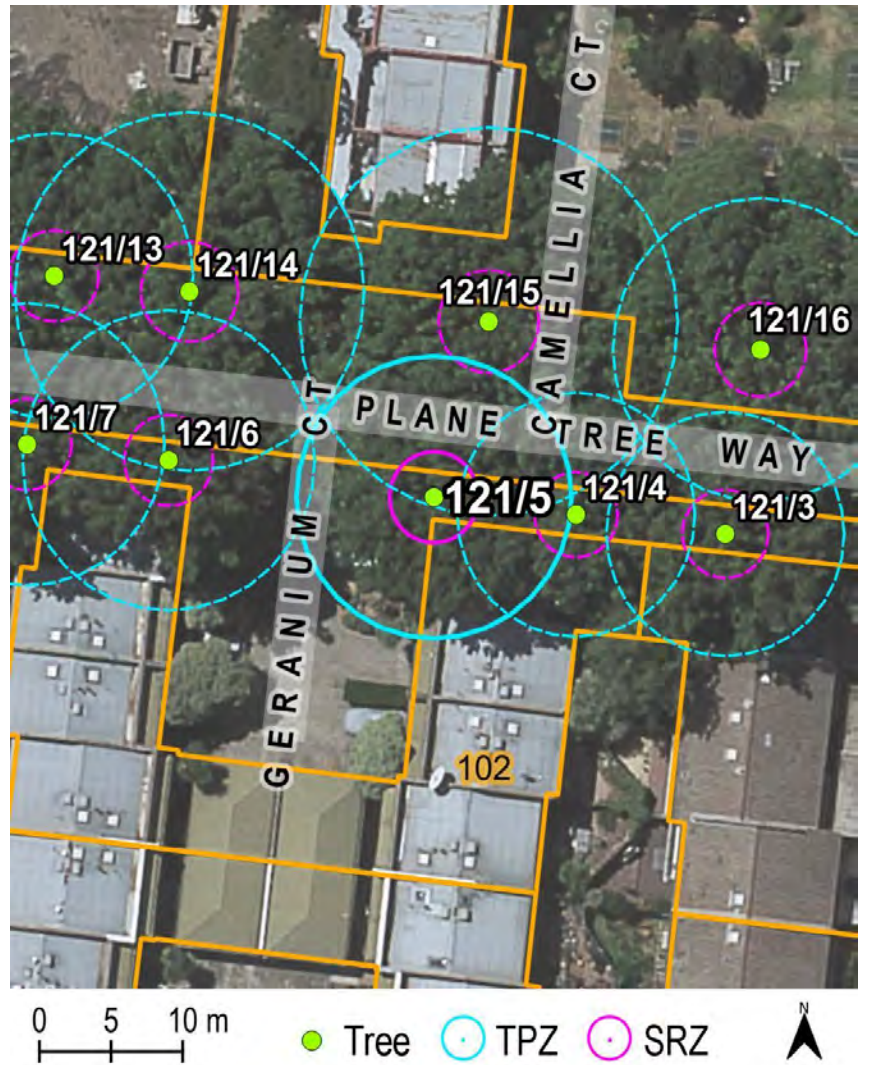 CAMELLIA CT
121/13
121/14
121/15
121/16
PLANE TREE WAY
121/7
121/6
GERANIUM CT
121/5
121/4
121/3
102
0 5 10 m
Tree TPZ SRZ
N